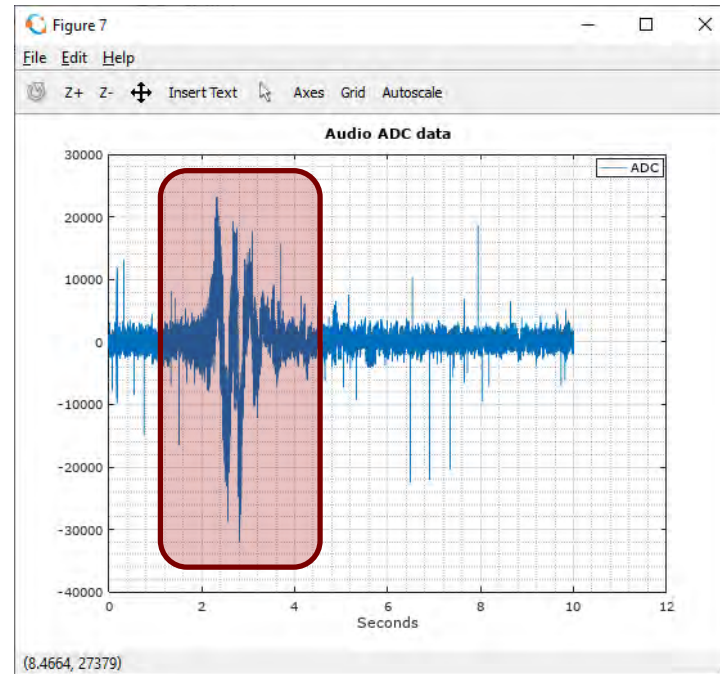 Figure 7
File Edit Help
Z+ Z- Insert Text Axes Grid Autoscale
Audio ADC data
30000
ADC
20000
10000
0
-10000
-20000
-30000
-40000
0 2 4 6 8 10 12
Seconds
(8.4664, 27379)